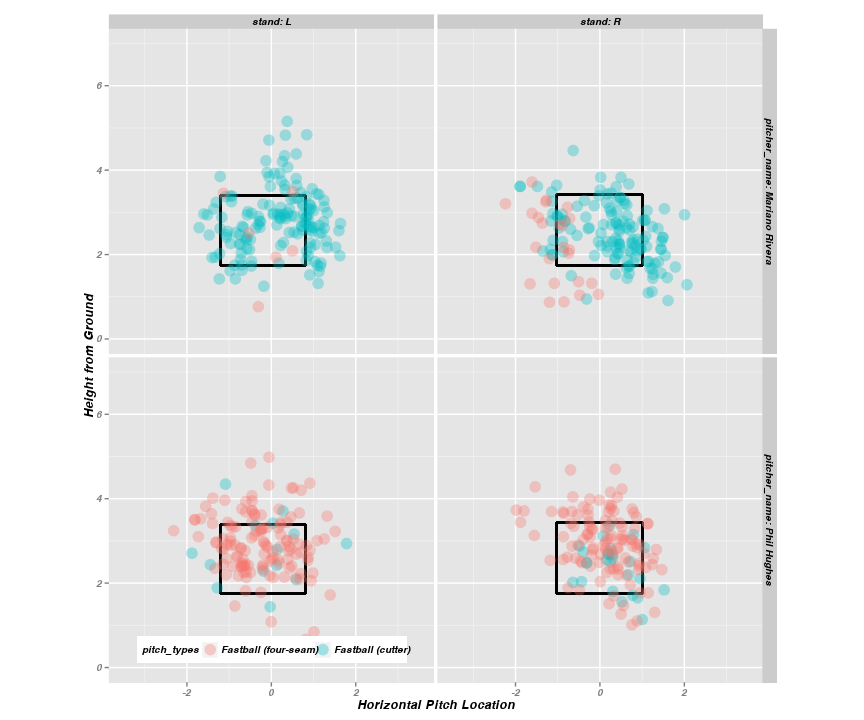 stand: L
stand: R
6
4
2
0
pitcher_name: Mariano Rivera
Height from Ground
6
4
2
0
pitcher_name: Phil Hughes
pitch_types Fastball (four-seam) Fastball (cutter)
-2 0 2
-2 0 2
Horizontal Pitch Location